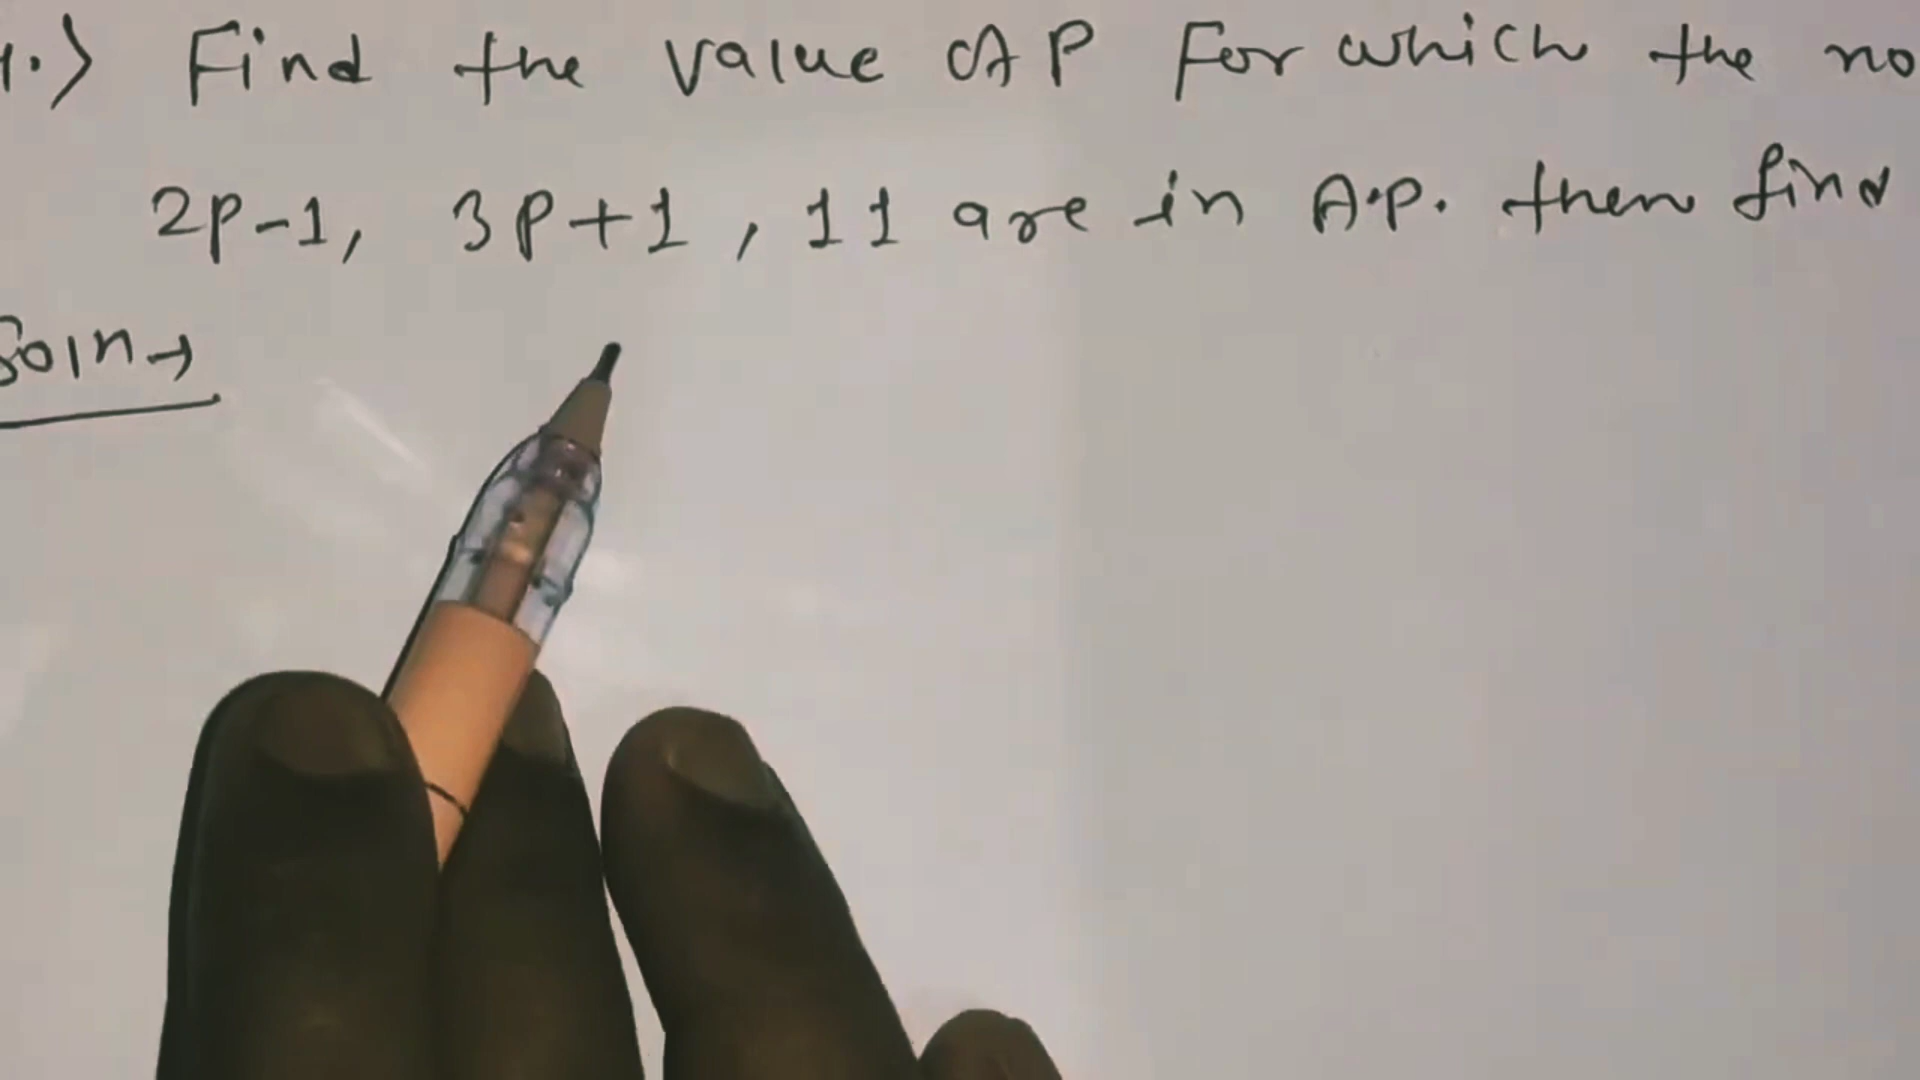 1.) Find the value of P for which the no
2p-1, 3p+1, 11 are in A.P. then find
Soln→